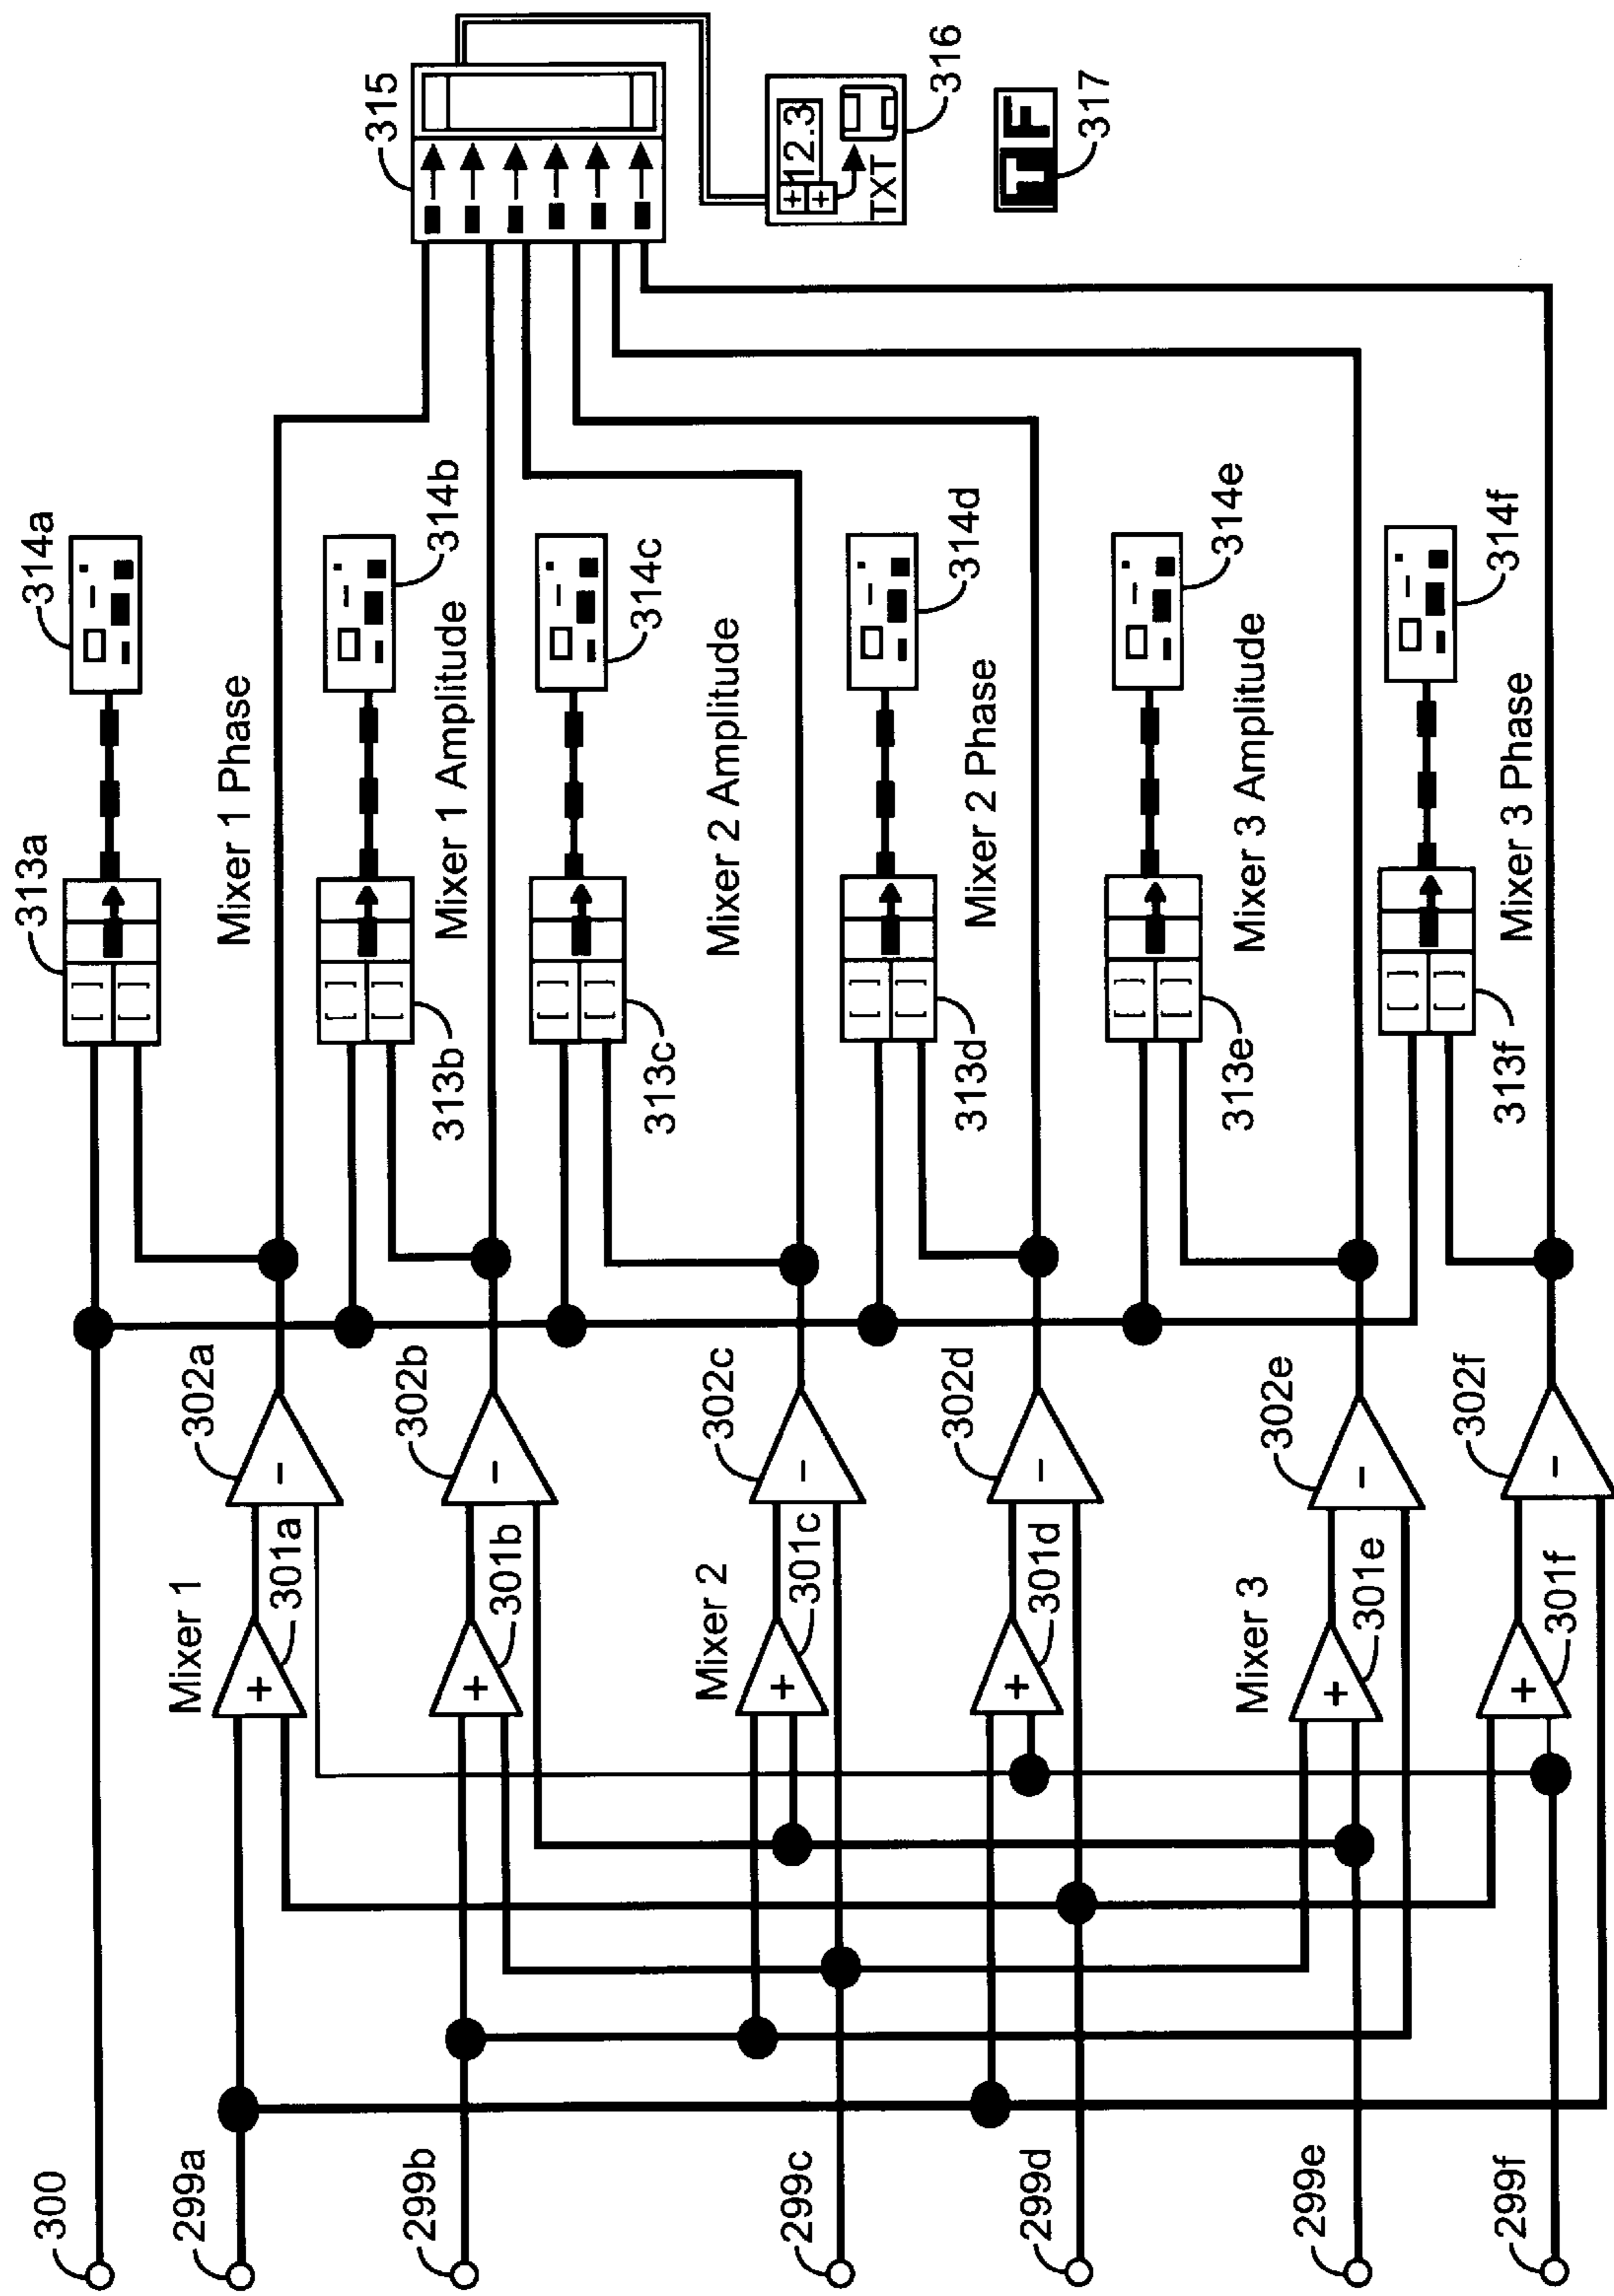 300
299a
299b
299c
299d
299e
299f
Mixer 1
+
301a
+
301b
Mixer 2
+
301c
+
301d
Mixer 3
+
301e
+
301f
-
302a
-
302b
-
302c
-
302d
-
302e
-
302f
313a
[ ]
[ ]
313b
[ ]
[ ]
313c
[ ]
[ ]
313d
[ ]
[ ]
313e
[ ]
[ ]
313f
[ ]
[ ]
314a
Mixer 1 Phase
314b
Mixer 1 Amplitude
314c
Mixer 2 Amplitude
314d
Mixer 2 Phase
314e
Mixer 3 Amplitude
314f
Mixer 3 Phase
315
+ 12.3
+
TXT
316
T F
317